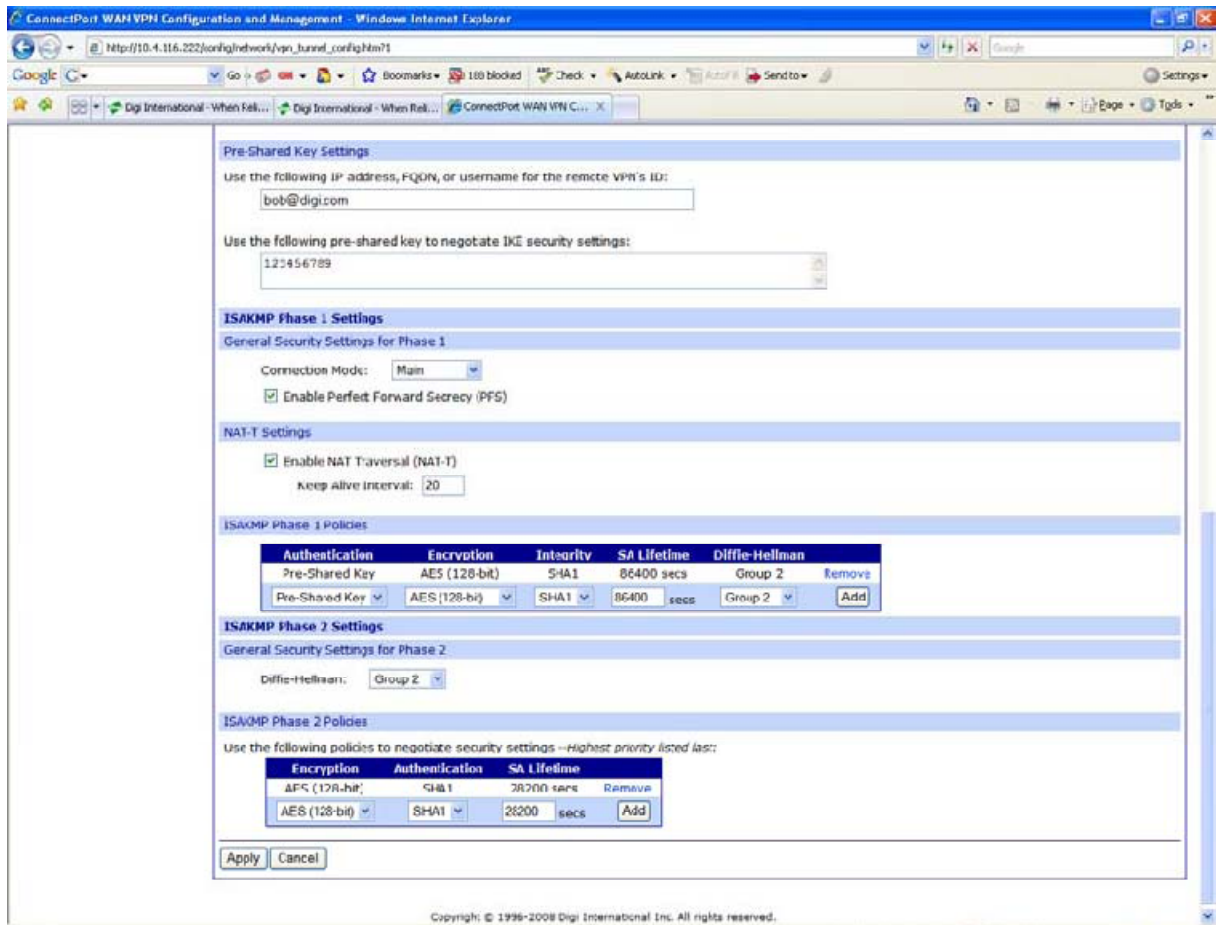 ConnectPort WAN VPN Configuration and Management - Windows Internet Explorer
http://10.4.116.222/config/network/vpn_tunnel_config.htm?1
Google
Google Go Bookmarks 180 blocked Check AutoLink AutoFill Send to Settings
Digi International - When Reli... Digi International - When Reli... ConnectPort WAN VPN C... Page Tools
Pre-Shared Key Settings
Use the following IP address, FQDN, or username for the remote VPN's ID:
bob@digi.com
Use the following pre-shared key to negotiate IKE security settings:
123456789
ISAKMP Phase 1 Settings
General Security Settings for Phase 1
Connection Mode: Main
Enable Perfect Forward Secrecy (PFS)
NAT-T Settings
Enable NAT Traversal (NAT-T)
Keep Alive Interval: 20
ISAKMP Phase 1 Policies
Authentication Encryption Integrity SA Lifetime Diffie-Hellman
Pre-Shared Key AES (128-bit) SHA1 86400 secs Group 2 Remove
Pre-Shared Key AES (128-bit) SHA1 86400 secs Group 2 Add
ISAKMP Phase 2 Settings
General Security Settings for Phase 2
Diffie-Hellman: Group 2
ISAKMP Phase 2 Policies
Use the following policies to negotiate security settings --Highest priority listed last:
Encryption Authentication SA Lifetime
AES (128-bit) SHA1 28200 secs Remove
AES (128-bit) SHA1 28200 secs Add
Apply Cancel
Copyright © 1996-2008 Digi International Inc. All rights reserved.